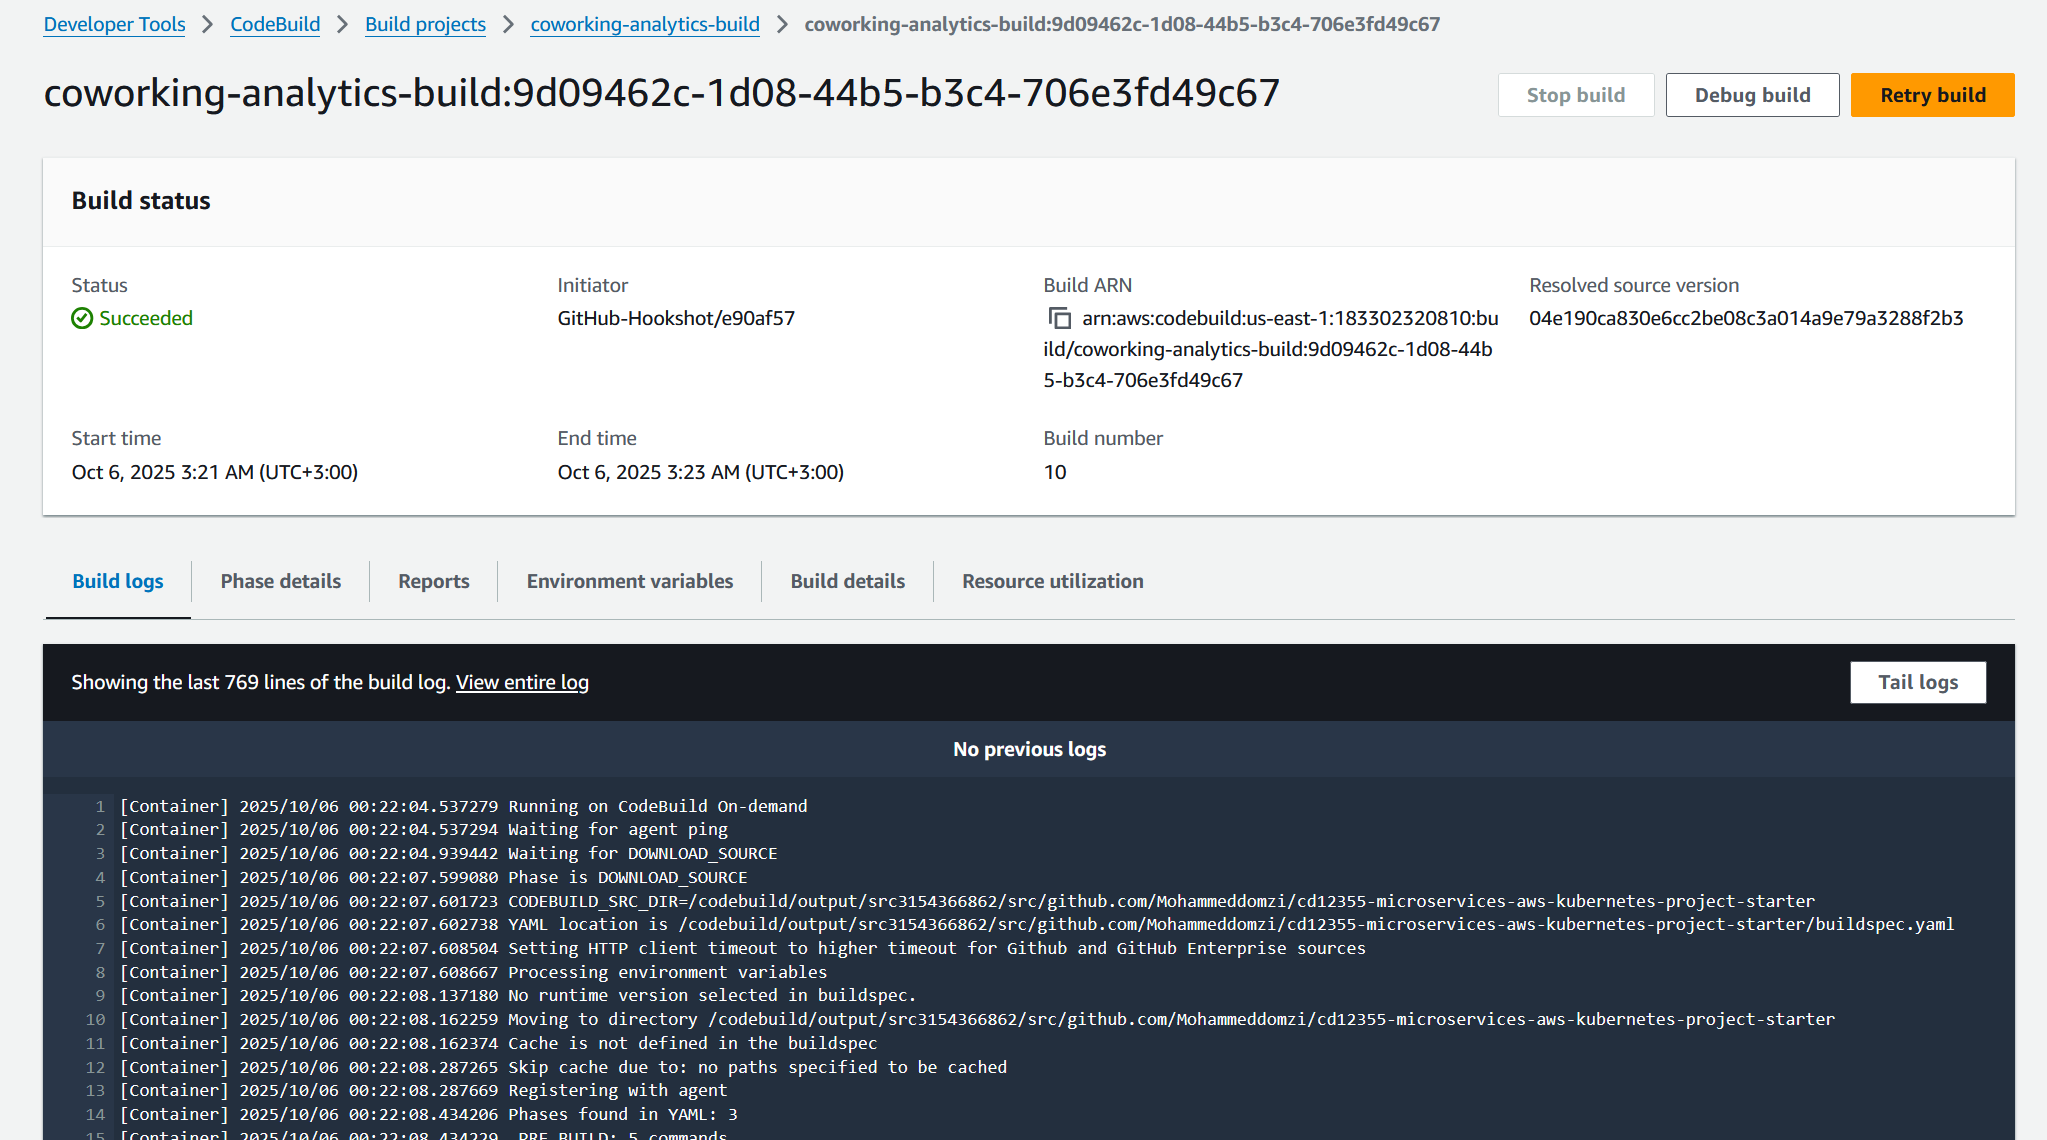 Developer Tools > CodeBuild > Build projects > coworking-analytics-build > coworking-analytics-build:9d09462c-1d08-44b5-b3c4-706e3fd49c67
coworking-analytics-build:9d09462c-1d08-44b5-b3c4-706e3fd49c67
Stop build
Debug build
Retry build
Build status
Status
Succeeded
Initiator
GitHub-Hookshot/e90af57
Build ARN
arn:aws:codebuild:us-east-1:183302320810:bu
ild/coworking-analytics-build:9d09462c-1d08-44b
5-b3c4-706e3fd49c67
Resolved source version
04e190ca830e6cc2be08c3a014a9e79a3288f2b3
Start time
Oct 6, 2025 3:21 AM (UTC+3:00)
End time
Oct 6, 2025 3:23 AM (UTC+3:00)
Build number
10
Build logs
Phase details
Reports
Environment variables
Build details
Resource utilization
Showing the last 769 lines of the build log. View entire log
Tail logs
No previous logs
1 [Container] 2025/10/06 00:22:04.537279 Running on CodeBuild On-demand
2 [Container] 2025/10/06 00:22:04.537294 Waiting for agent ping
3 [Container] 2025/10/06 00:22:04.939442 Waiting for DOWNLOAD_SOURCE
4 [Container] 2025/10/06 00:22:07.599080 Phase is DOWNLOAD_SOURCE
5 [Container] 2025/10/06 00:22:07.601723 CODEBUILD_SRC_DIR=/codebuild/output/src3154366862/src/github.com/Mohammeddomzi/cd12355-microservices-aws-kubernetes-project-starter
6 [Container] 2025/10/06 00:22:07.602738 YAML location is /codebuild/output/src3154366862/src/github.com/Mohammeddomzi/cd12355-microservices-aws-kubernetes-project-starter/buildspec.yaml
7 [Container] 2025/10/06 00:22:07.608504 Setting HTTP client timeout to higher timeout for Github and GitHub Enterprise sources
8 [Container] 2025/10/06 00:22:07.608667 Processing environment variables
9 [Container] 2025/10/06 00:22:08.137180 No runtime version selected in buildspec.
10 [Container] 2025/10/06 00:22:08.162259 Moving to directory /codebuild/output/src3154366862/src/github.com/Mohammeddomzi/cd12355-microservices-aws-kubernetes-project-starter
11 [Container] 2025/10/06 00:22:08.162374 Cache is not defined in the buildspec
12 [Container] 2025/10/06 00:22:08.287265 Skip cache due to: no paths specified to be cached
13 [Container] 2025/10/06 00:22:08.287669 Registering with agent
14 [Container] 2025/10/06 00:22:08.434206 Phases found in YAML: 3
15 [Container] 2025/10/06 00:22:08.434229 PRE_BUILD: 5 commands